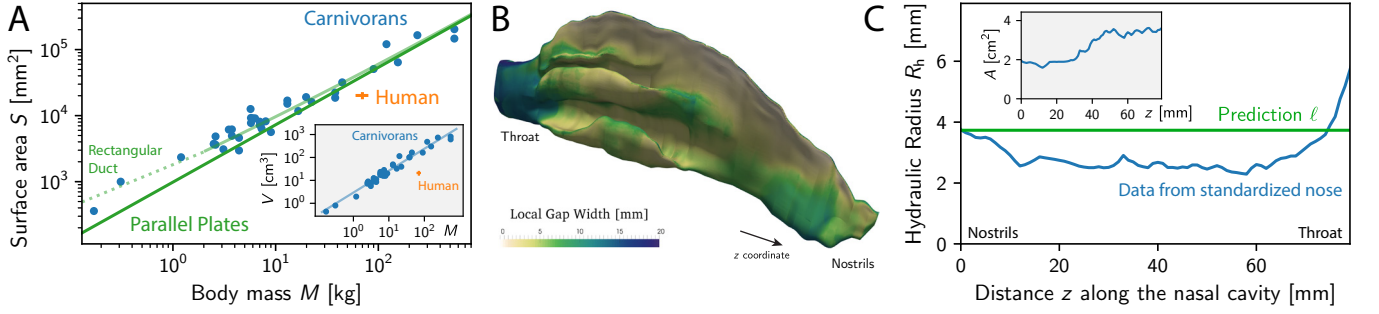 A
Surface area S [mm²]
10⁵
10⁴
10³
Carnivorans
Human
Rectangular
Duct
Parallel Plates
V [cm³]
10³
10²
10¹
10⁰
Carnivorans
Human
10⁰
10¹
10²
M
10⁰
10¹
10²
Body mass M [kg]
B
Throat
Local Gap Width [mm]
0
5
10
15
20
z coordinate
Nostrils
C
Hydraulic Radius Rₕ [mm]
6
4
2
0
A [cm²]
4
2
0
0
20
40
60
z [mm]
Prediction ℓ
Data from standardized nose
Nostrils
Throat
0
20
40
60
Distance z along the nasal cavity [mm]